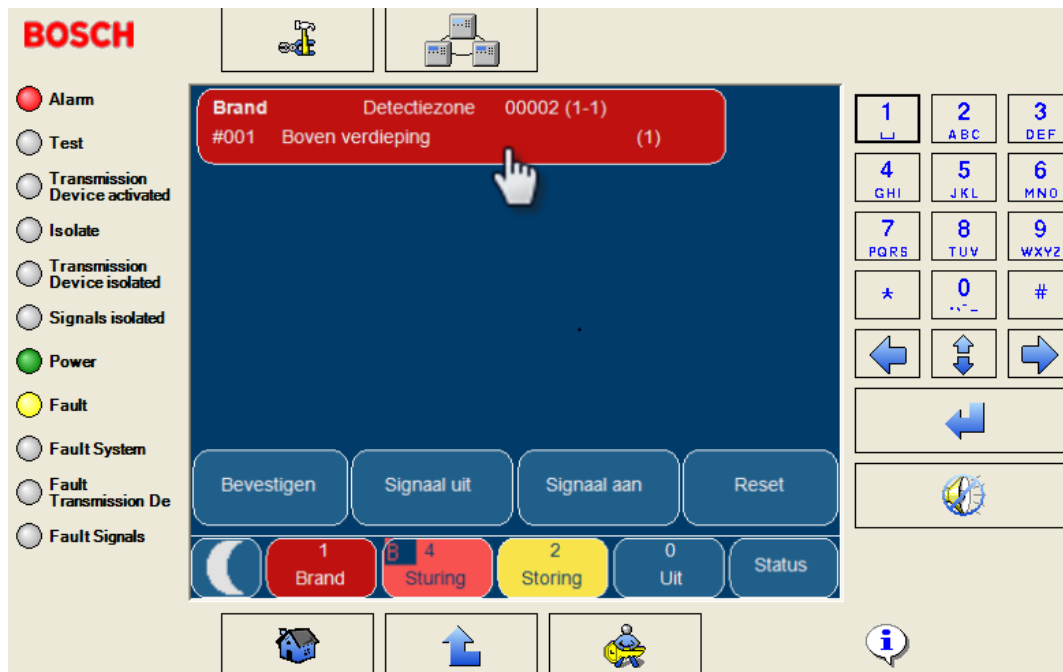 BOSCH
Alarm
Test
Transmission
Device activated
Isolate
Transmission
Device isolated
Signals isolated
Power
Fault
Fault System
Fault
Transmission De
Fault Signals
Brand Detectiezone 00002 (1-1)
#001 Boven verdieping (1)
Bevestigen
Signaal uit
Signaal aan
Reset
1
Brand
B 4
Sturing
2
Storing
0
Uit
Status
1
2
ABC
3
DEF
4
GHI
5
JKL
6
MNO
7
PQRS
8
TUV
9
WXYZ
*
0
#
i